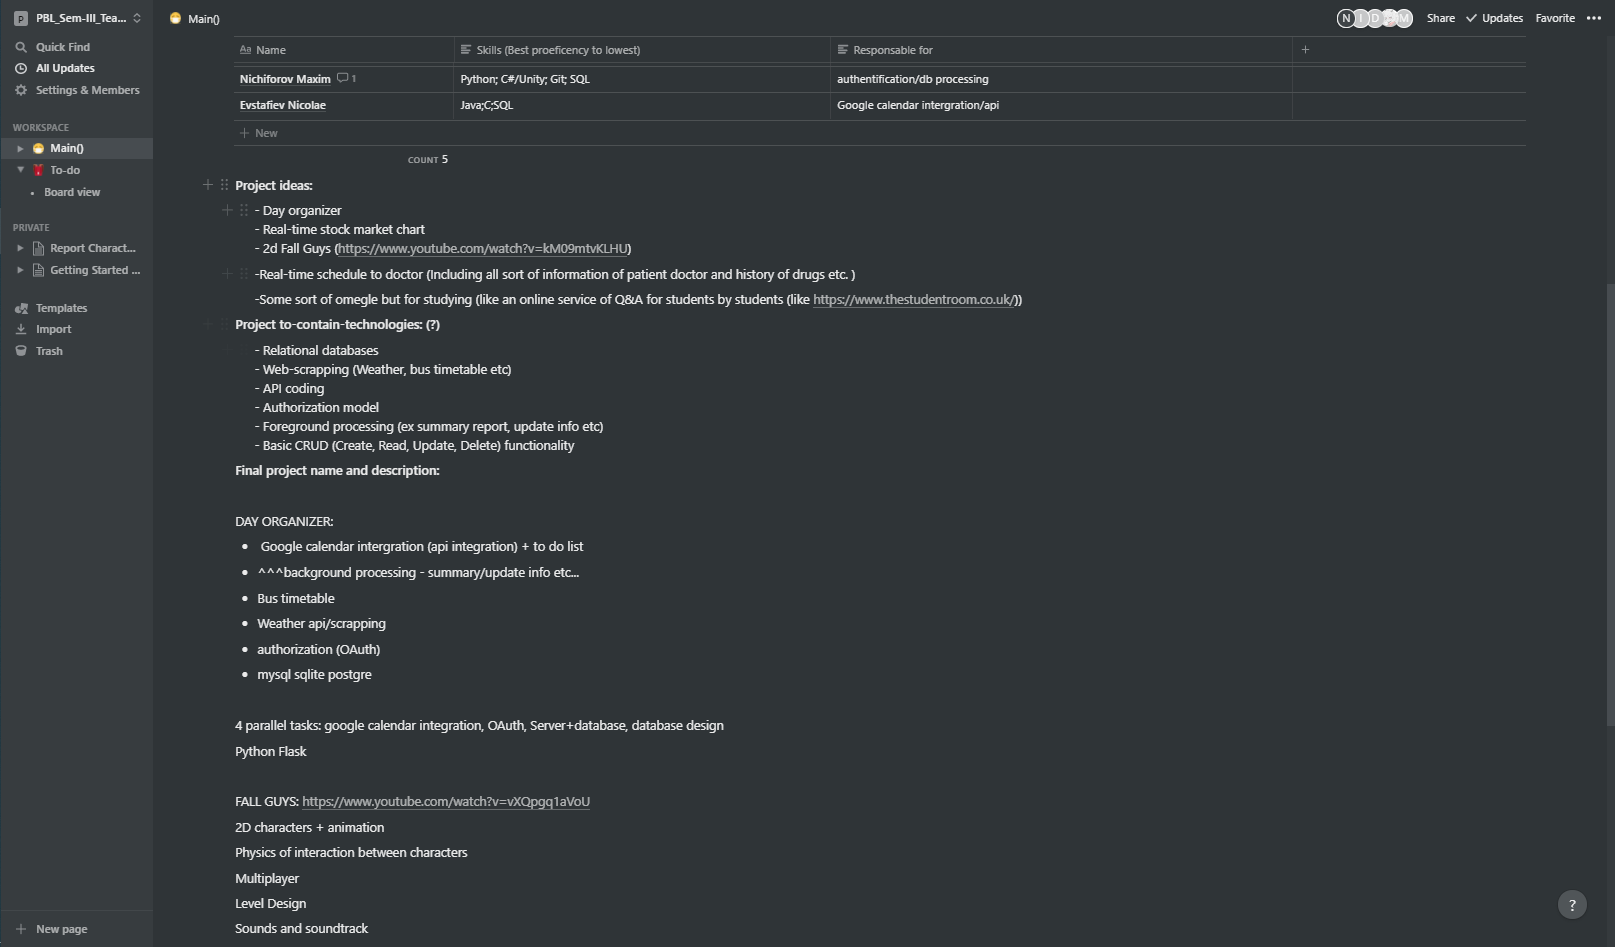 P PBL_Sem-III_Tea...
Quick Find
All Updates
Settings & Members
WORKSPACE
Main()
To-do
Board view
PRIVATE
Report Charact...
Getting Started ...
Templates
Import
Trash
New page
Main()
N I D M Share Updates Favorite
Aa Name Skills (Best proeficency to lowest) Responsable for
Nichiforov Maxim 1 Python; C#/Unity; Git; SQL authentification/db processing
Evstafiev Nicolae Java;C;SQL Google calendar intergration/api
New
COUNT 5
Project ideas:
- Day organizer
- Real-time stock market chart
- 2d Fall Guys (https://www.youtube.com/watch?v=kM09mtvKLHU)
-Real-time schedule to doctor (Including all sort of information of patient doctor and history of drugs etc. )
-Some sort of omegle but for studying (like an online service of Q&A for students by students (like https://www.thestudentroom.co.uk/))
Project to-contain-technologies: (?)
- Relational databases
- Web-scrapping (Weather, bus timetable etc)
- API coding
- Authorization model
- Foreground processing (ex summary report, update info etc)
- Basic CRUD (Create, Read, Update, Delete) functionality
Final project name and description:
DAY ORGANIZER:
• Google calendar intergration (api integration) + to do list
• ^^^background processing - summary/update info etc...
• Bus timetable
• Weather api/scrapping
• authorization (OAuth)
• mysql sqlite postgre
4 parallel tasks: google calendar integration, OAuth, Server+database, database design
Python Flask
FALL GUYS: https://www.youtube.com/watch?v=vXQpgq1aVoU
2D characters + animation
Physics of interaction between characters
Multiplayer
Level Design
Sounds and soundtrack
?